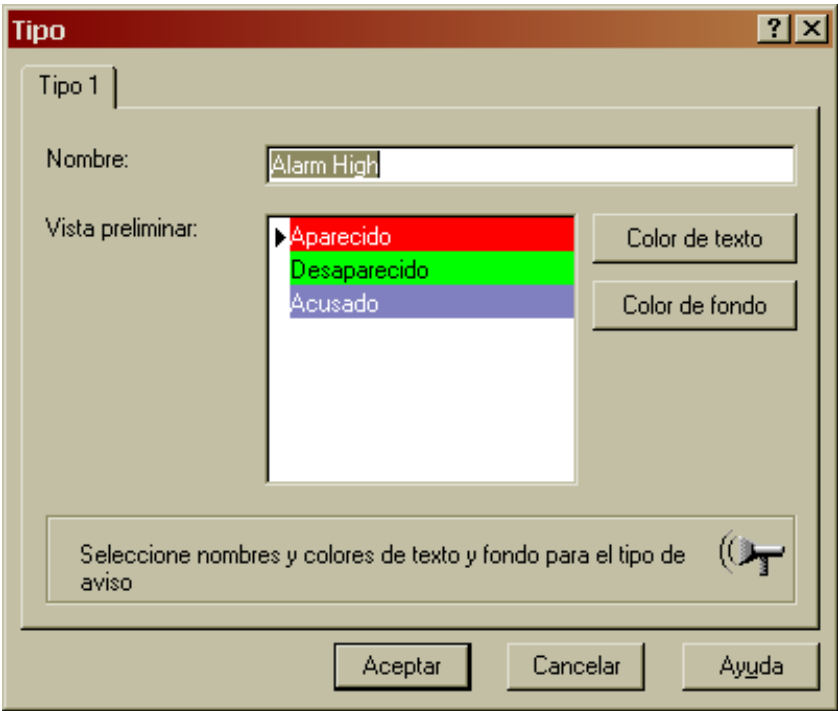 Tipo
Tipo 1
Nombre: Alarm High
Vista preliminar:
Aparecido
Desaparecido
Acusado
Color de texto
Color de fondo
Seleccione nombres y colores de texto y fondo para el tipo de
aviso
Aceptar Cancelar Ayuda